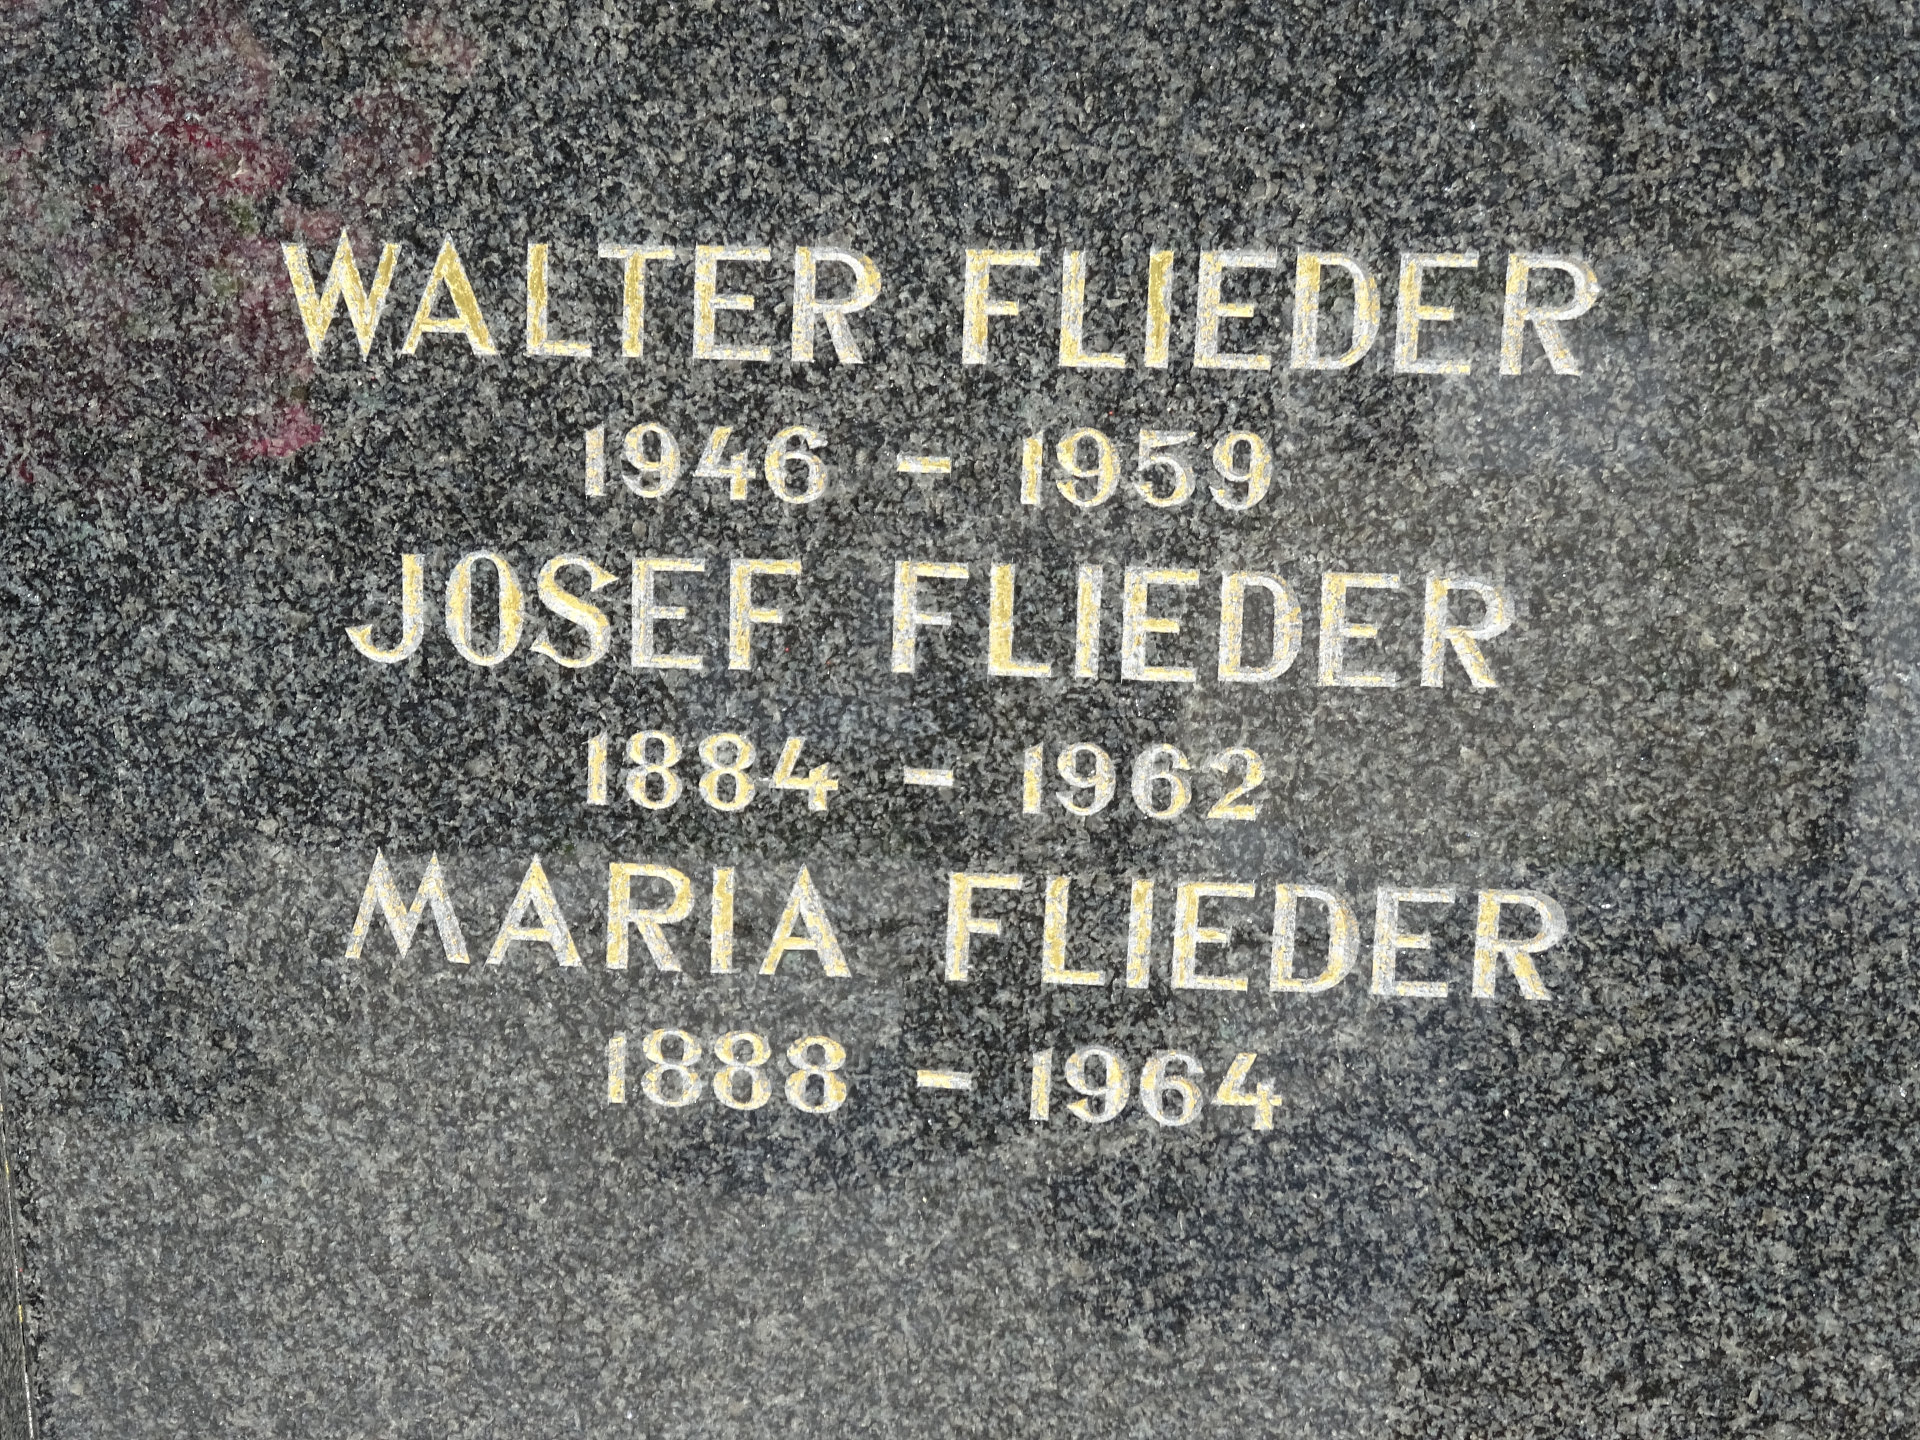 WALTER FLIEDER
1946 - 1959
JOSEF FLIEDER
1884 - 1962
MARIA FLIEDER
1888 - 1964